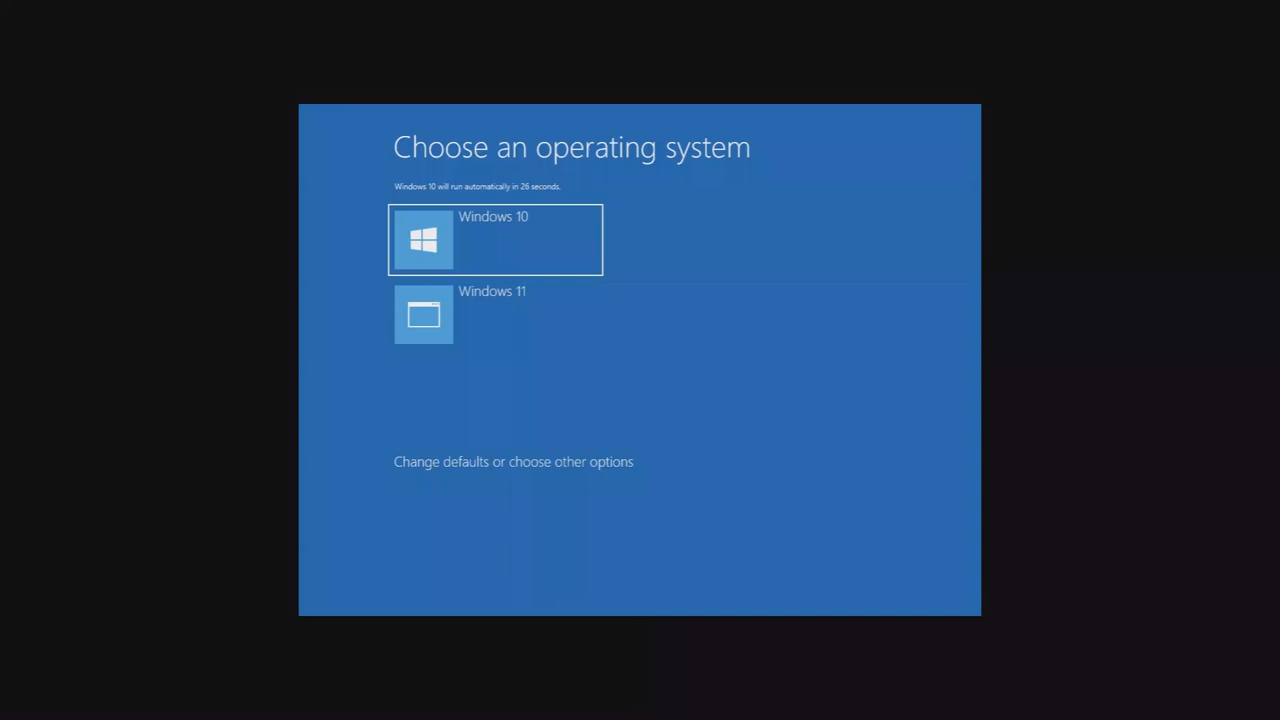 Choose an operating system
Windows 10 will run automatically in 26 seconds.
Windows 10
Windows 11
Change defaults or choose other options